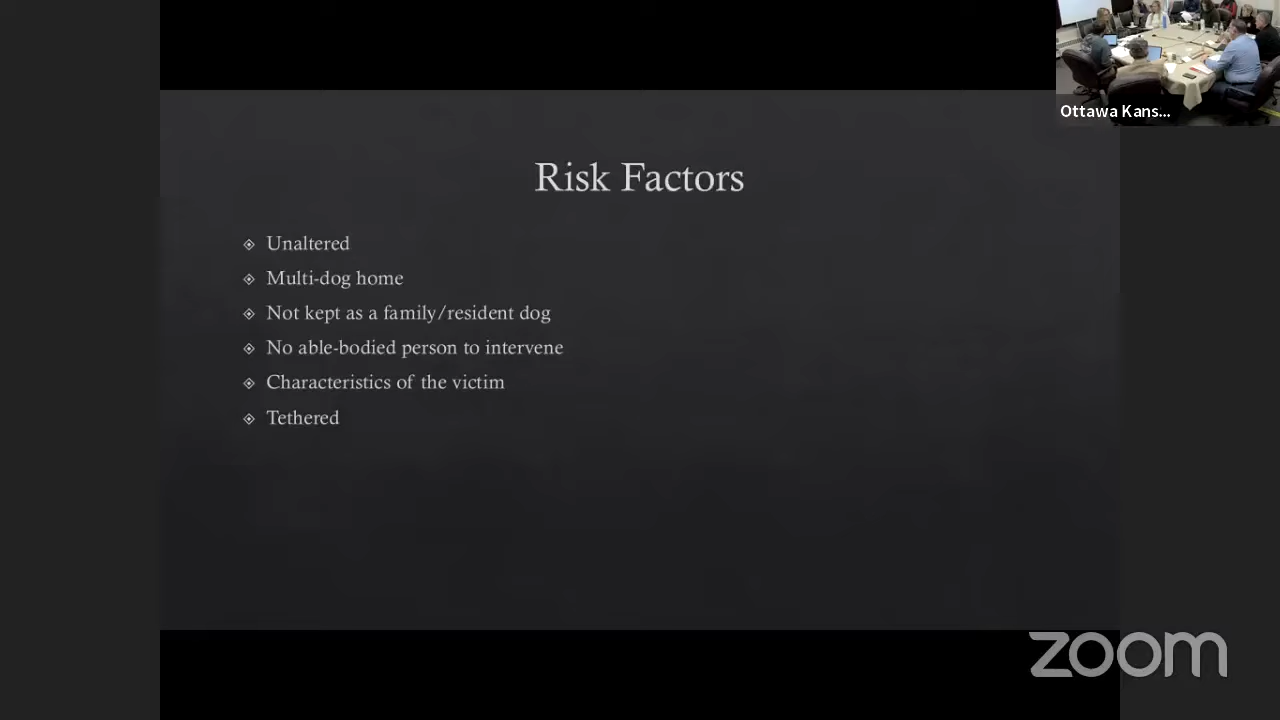 Ottawa Kans...
Risk Factors
Unaltered
Multi-dog home
Not kept as a family/resident dog
No able-bodied person to intervene
Characteristics of the victim
Tethered
zoom